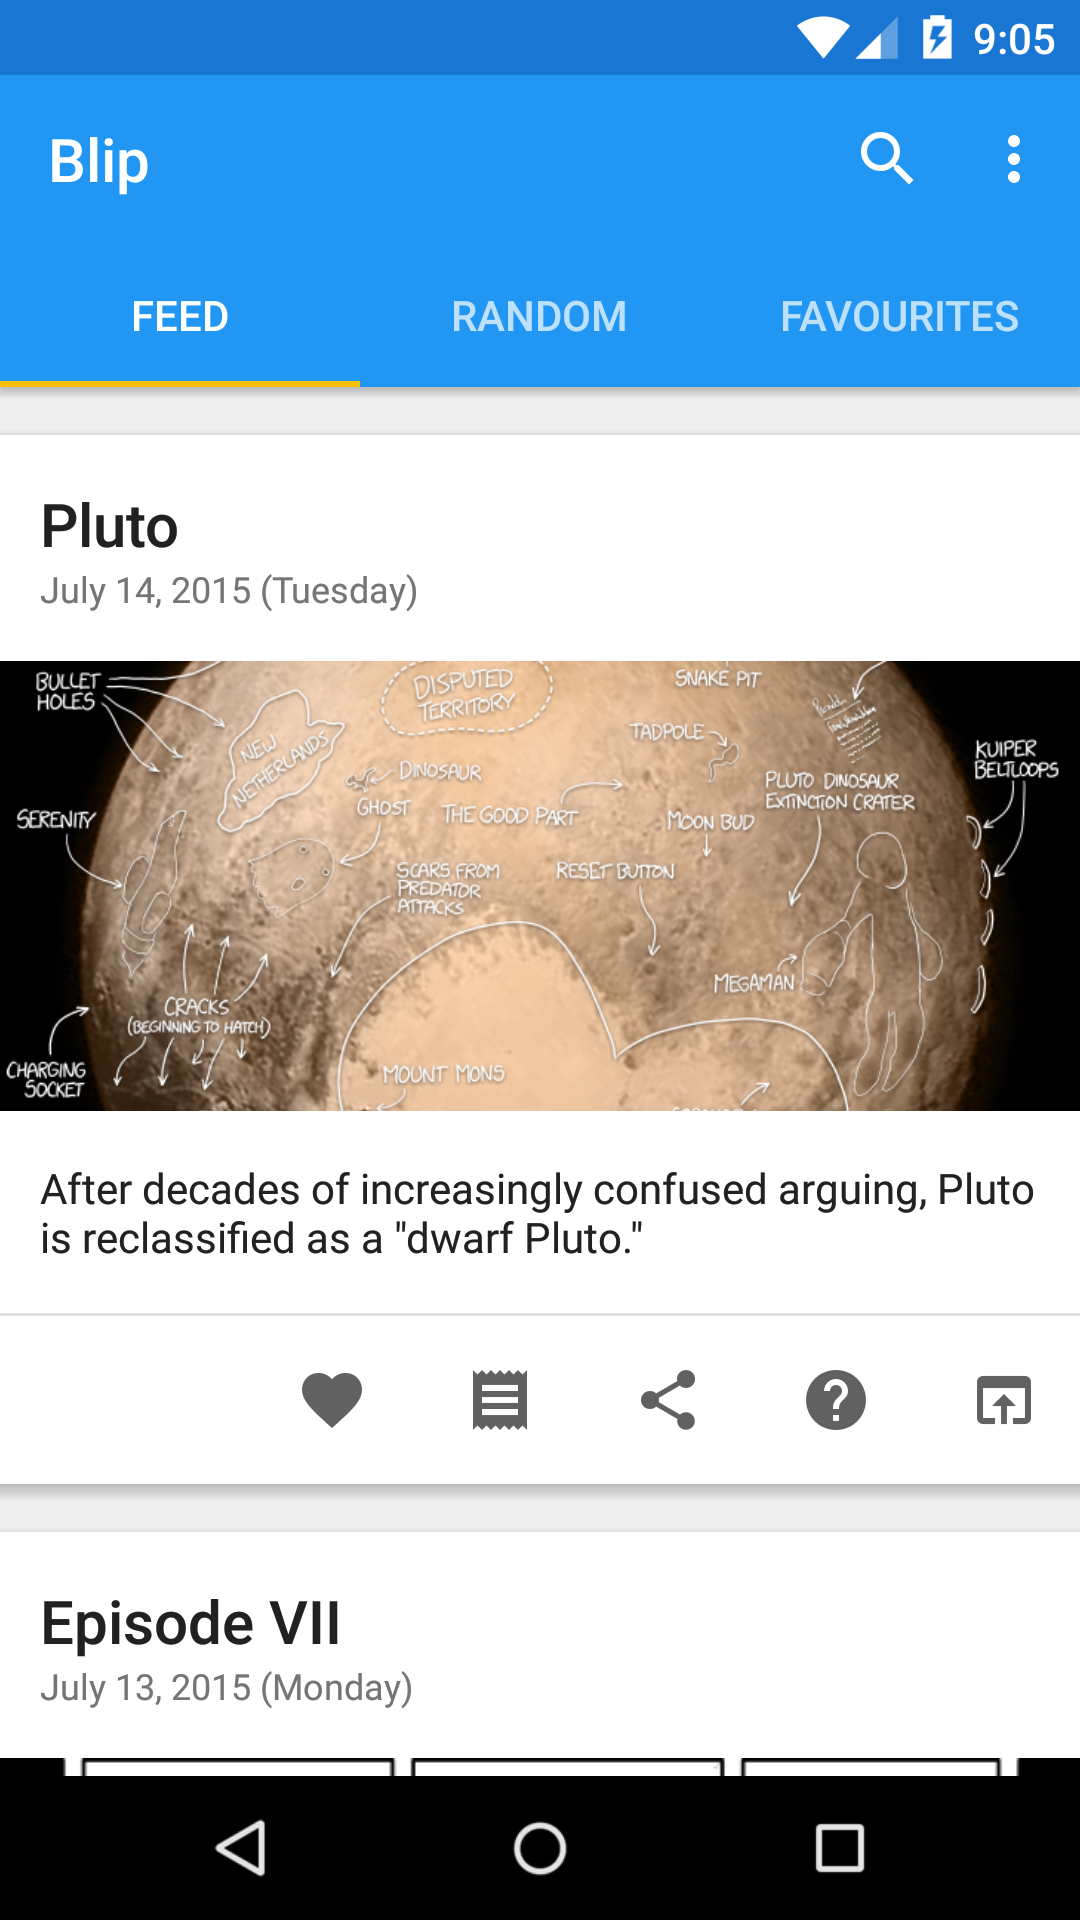 9:05
Blip
FEED
RANDOM
FAVOURITES
Pluto
July 14, 2015 (Tuesday)
BULLET
HOLES
DISPUTED
TERRITORY
SNAKE PIT
NEW
NETHERLANDS
TADPOLE
KUIPER
BELTLOOPS
DINOSAUR
PLUTO DINOSAUR
EXTINCTION CRATER
GHOST
THE GOOD PART
SERENITY
MOON BUD
SCARS FROM
PREDATOR
ATTACKS
RESET BUTTON
MEGAMAN
CRACKS
(BEGINNING TO HATCH)
CHARGING
SOCKET
MOUNT MONS
After decades of increasingly confused arguing, Pluto
is reclassified as a "dwarf Pluto."
Episode VII
July 13, 2015 (Monday)